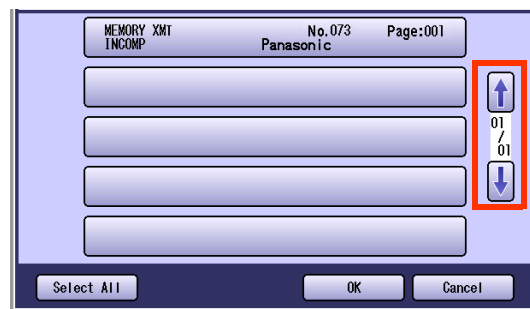 MEMORY XMT No.073 Page:001
INCOMP Panasonic
01
/
01
Select All OK Cancel